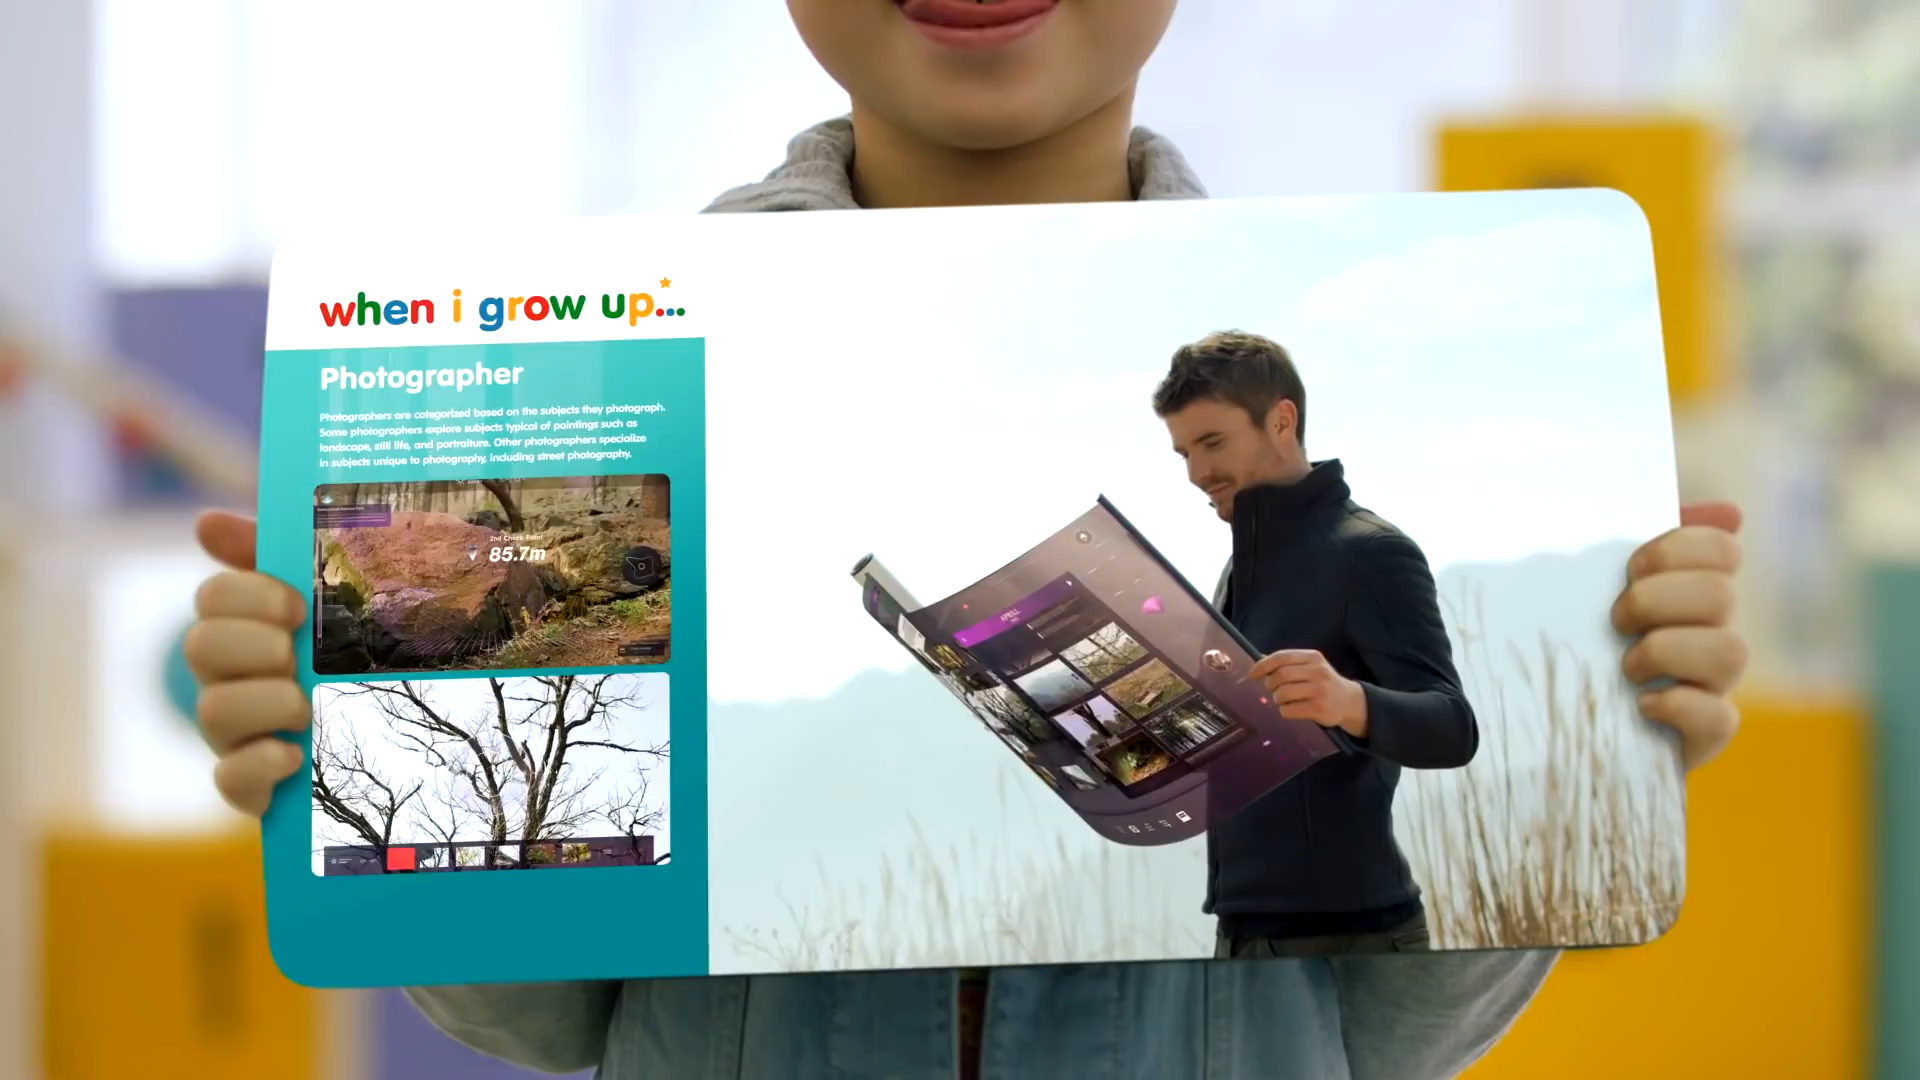 when i grow up...
Photographer
Photographers are categorized based on the subjects they photograph.
Some photographers explore subjects typical of paintings such as
landscape, still life, and portraiture. Other photographers specialize
in subjects unique to photography, including street photography.
2nd Check Point
85.7m
APRIL